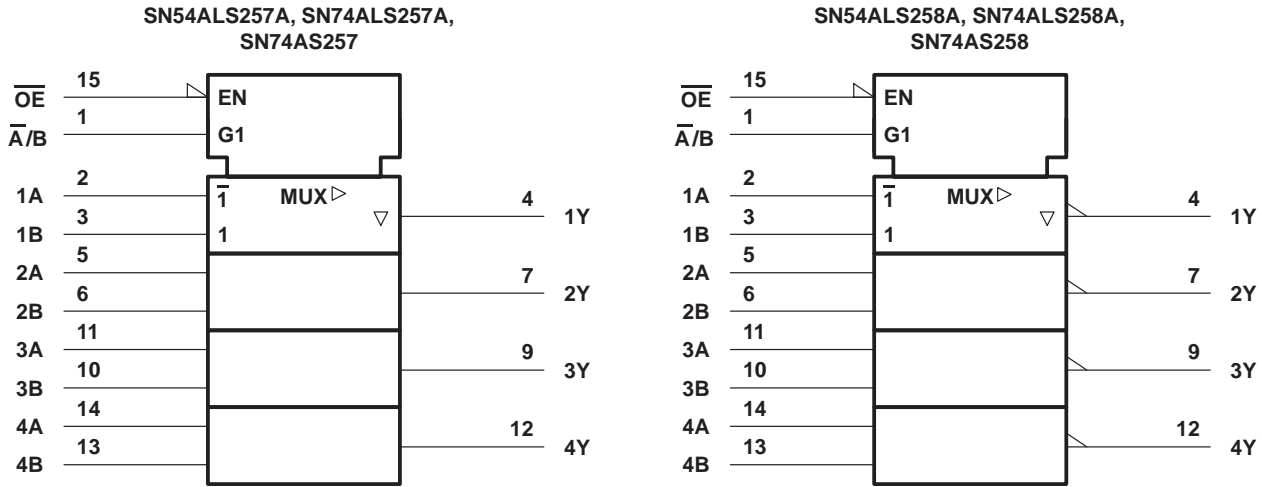 SN54ALS257A, SN74ALS257A,
SN74AS257
15
OE
EN
1
A/B
G1
2
1A
1
MUX
4
1Y
3
1B
1
5
2A
7
2Y
6
2B
11
3A
9
3Y
10
3B
14
4A
12
4Y
13
4B
SN54ALS258A, SN74ALS258A,
SN74AS258
15
OE
EN
1
A/B
G1
2
1A
1
MUX
4
1Y
3
1B
1
5
2A
7
2Y
6
2B
11
3A
9
3Y
10
3B
14
4A
12
4Y
13
4B